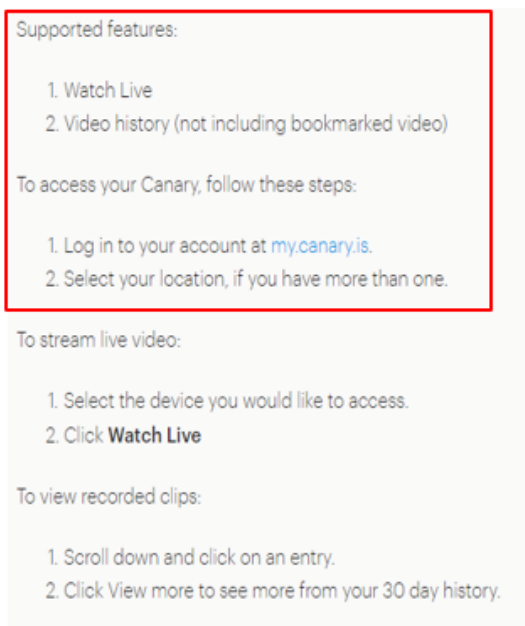 Supported features:
1. Watch Live
2. Video history (not including bookmarked video)
To access your Canary, follow these steps:
1. Log in to your account at my.canary.is.
2. Select your location, if you have more than one.
To stream live video:
1. Select the device you would like to access.
2. Click Watch Live
To view recorded clips:
1. Scroll down and click on an entry.
2. Click View more to see more from your 30 day history.